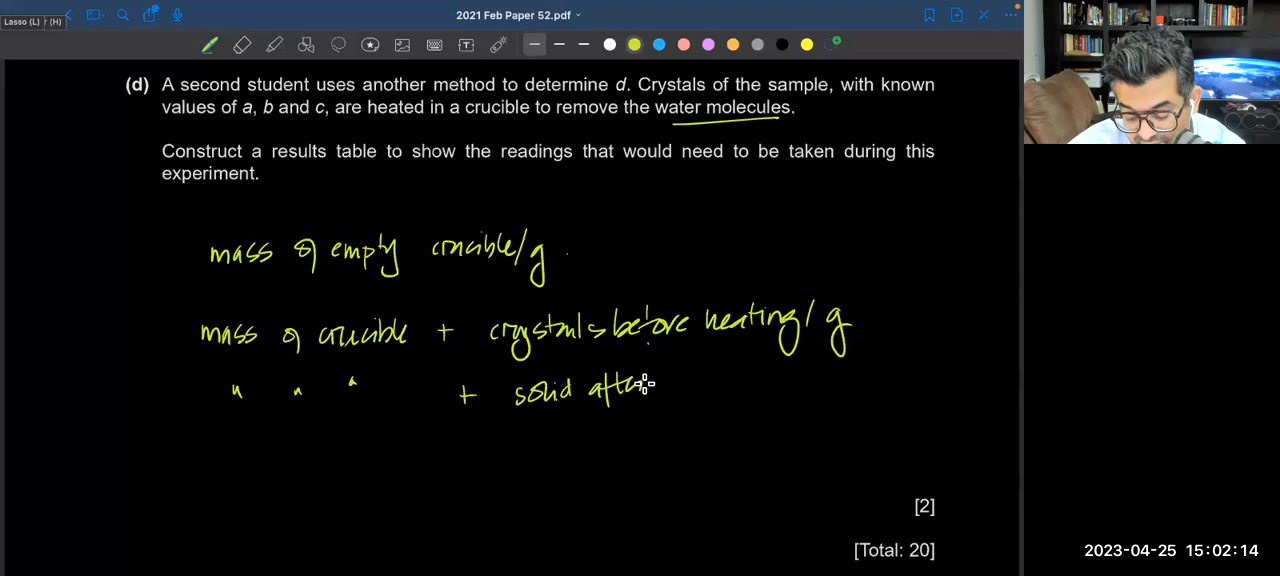 Lasso (L)
(H)
2021 Feb Paper 52.pdf
(d) A second student uses another method to determine d. Crystals of the sample, with known
values of a, b and c, are heated in a crucible to remove the water molecules.
Construct a results table to show the readings that would need to be taken during this
experiment.
mass of empty crucible/g
mass of crucible + crystals before heating/g
" " " + solid after
[2]
[Total: 20]
2023-04-25 15:02:14